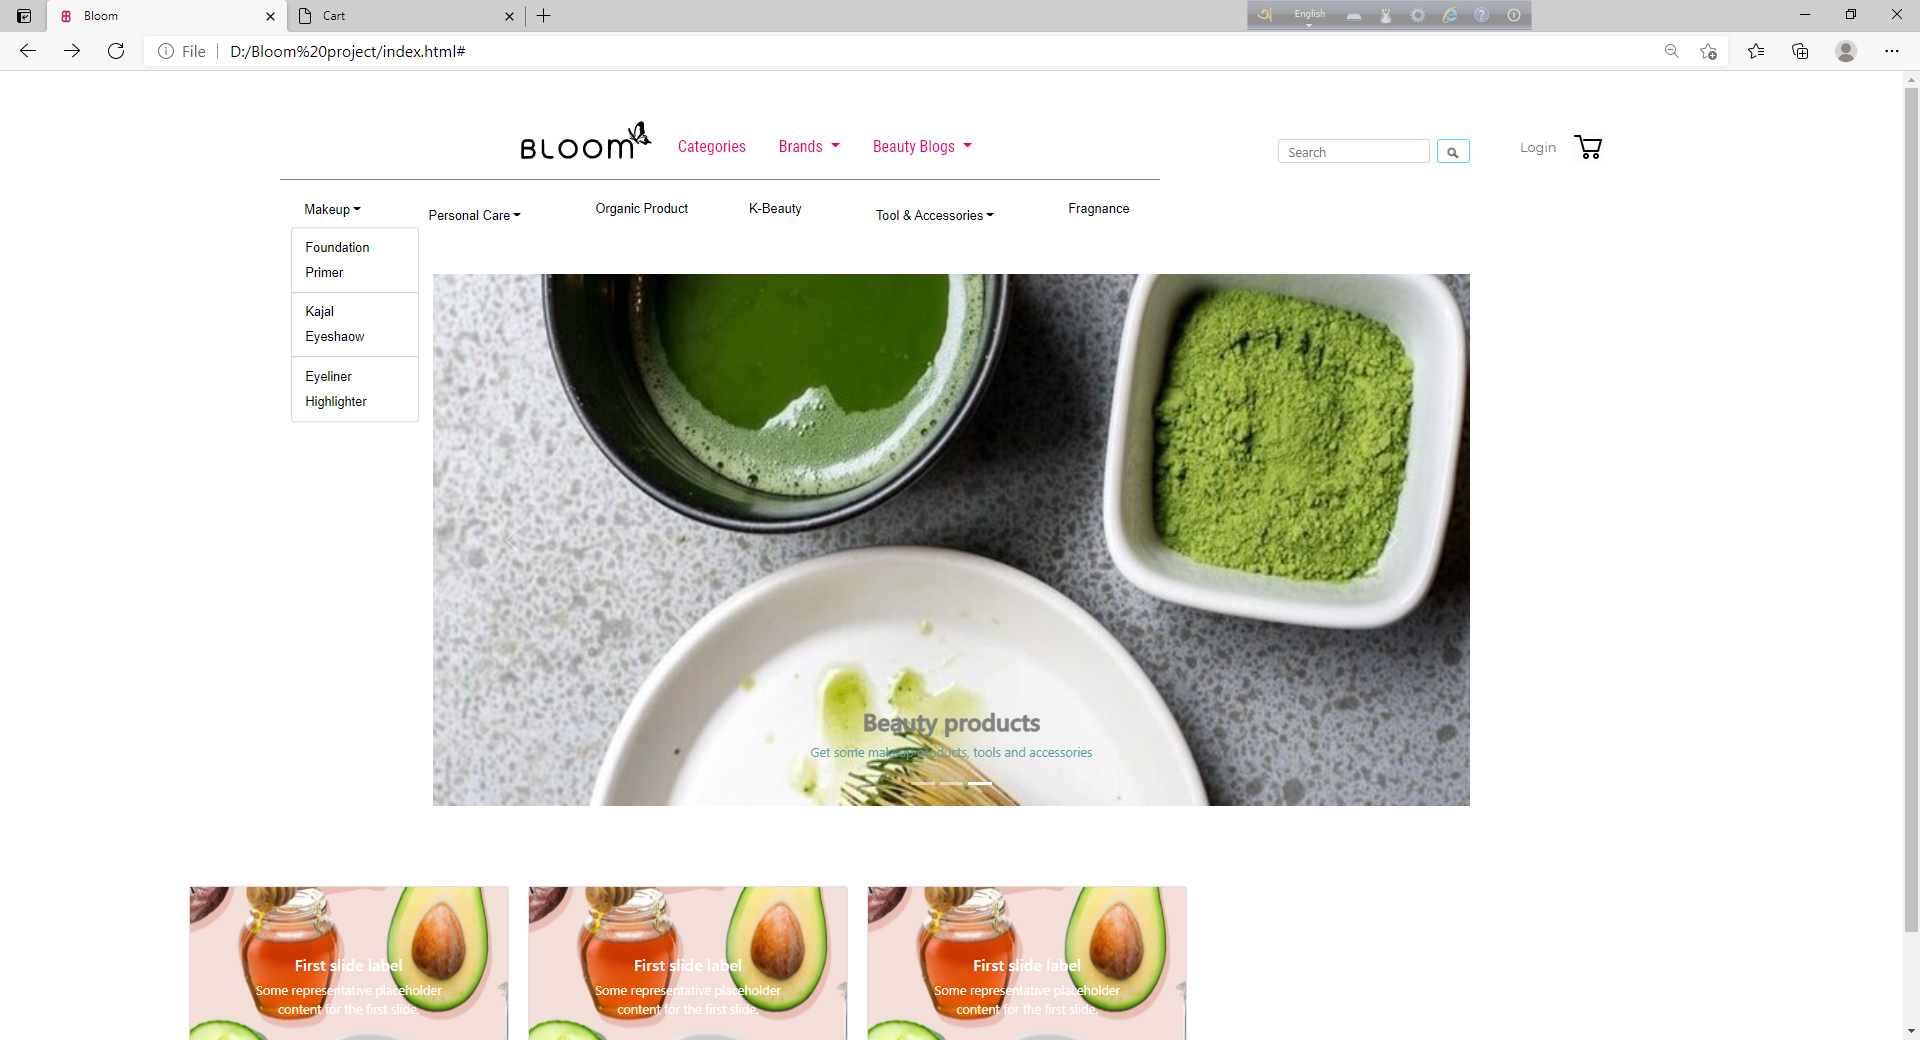 Bloom
Cart
English
File
D:/Bloom%20project/index.html#
BLOOM
Categories
Brands
Beauty Blogs
Search
Login
Makeup
Personal Care
Organic Product
K-Beauty
Tool & Accessories
Fragnance
Foundation
Primer
Kajal
Eyeshaow
Eyeliner
Highlighter
Beauty products
Get some makeup products, tools and accessories
First slide label
Some representative placeholder
content for the first slide.
First slide label
Some representative placeholder
content for the first slide.
First slide label
Some representative placeholder
content for the first slide.